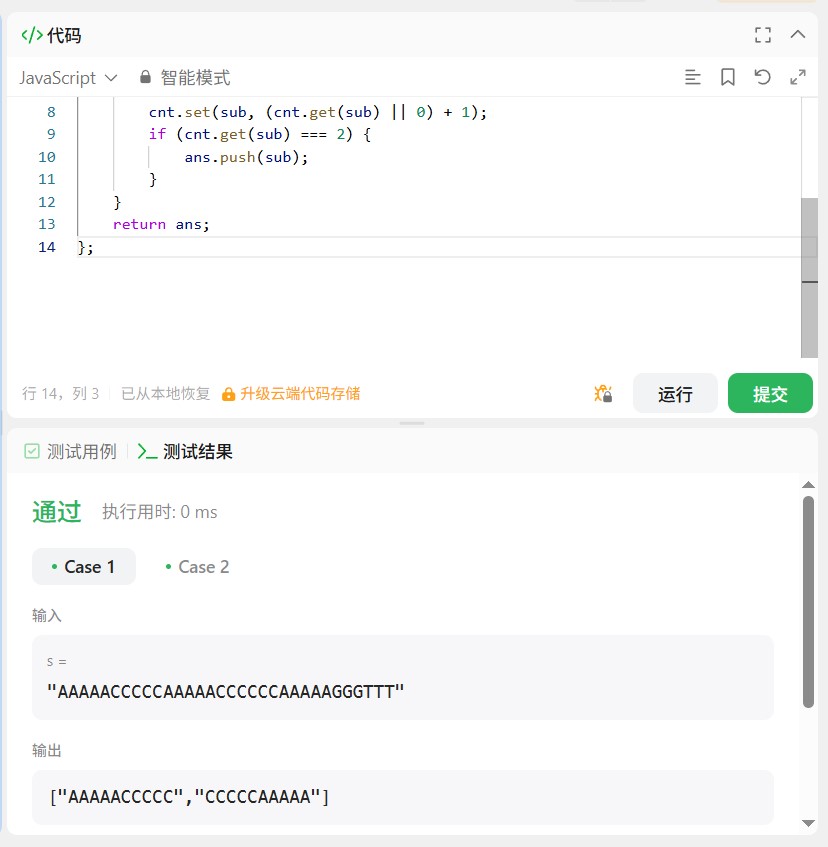 </> 代码
JavaScript 智能模式
8 cnt.set(sub, (cnt.get(sub) || 0) + 1);
9 if (cnt.get(sub) === 2) {
10 ans.push(sub);
11 }
12 }
13 return ans;
14 };
行 14，列 3 已从本地恢复 升级云端代码存储 运行 提交
测试用例 >_ 测试结果
通过 执行用时: 0 ms
• Case 1 • Case 2
输入
s =
"AAAAACCCCCAAAAACCCCCCAAAAAGGGTTT"
输出
["AAAAACCCCC","CCCCCAAAAA"]